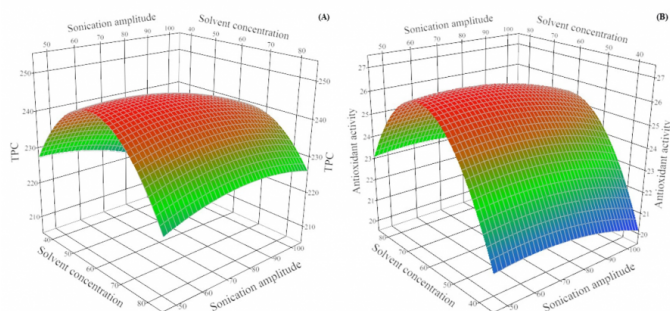 (A)
Sonication amplitude
50 60 70 80 90 100
Solvent concentration
40 50 60 70 80
TPC
250
240
230
220
210
TPC
250
240
230
220
210
Solvent concentration
40 50 60 70 80
Sonication amplitude
50 60 70 80 90 100
(B)
Sonication amplitude
50 60 70 80 90 100
Solvent concentration
80 70 60 50 40
Antioxidant activity
27
26
25
24
23
22
21
20
Antioxidant activity
27
26
25
24
23
22
21
20
Solvent concentration
80 70 60 50 40
Sonication amplitude
50 60 70 80 90 100